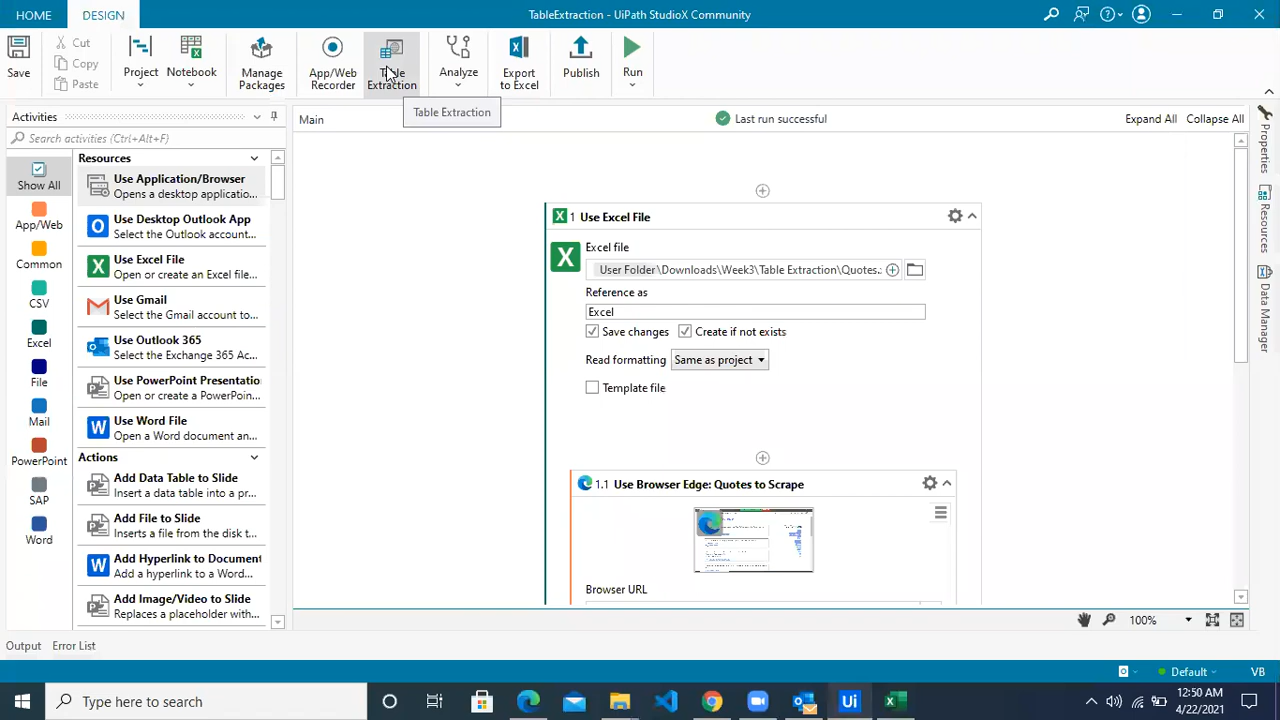 HOME
DESIGN
TableExtraction - UiPath StudioX Community
Save
Cut
Copy
Paste
Project
Notebook
Manage
Packages
App/Web
Recorder
Table
Extraction
Analyze
Export
to Excel
Publish
Run
Table Extraction
Activities
Search activities (Ctrl+Alt+F)
Show All
App/Web
Common
CSV
Excel
File
Mail
PowerPoint
SAP
Word
Resources
Use Application/Browser
Opens a desktop applicatio...
Use Desktop Outlook App
Select the Outlook account...
Use Excel File
Open or create an Excel file...
Use Gmail
Select the Gmail account to...
Use Outlook 365
Select the Exchange 365 Ac...
Use PowerPoint Presentatio
Open or create a PowerPoin...
Use Word File
Open a Word document an...
Actions
Add Data Table to Slide
Insert a data table into a pr...
Add File to Slide
Inserts a file from the disk t...
Add Hyperlink to Document
Add a hyperlink to a Word...
Add Image/Video to Slide
Replaces a placeholder with...
Main
Last run successful
Expand All
Collapse All
1 Use Excel File
Excel file
User Folder\Downloads\Week3\Table Extraction\Quotes.
Reference as
Excel
Save changes
Create if not exists
Read formatting
Same as project
Template file
1.1 Use Browser Edge: Quotes to Scrape
Browser URL
Properties
Resources
Data Manager
100%
Output
Error List
Default
VB
Type here to search
Ui
12:50 AM
4/22/2021